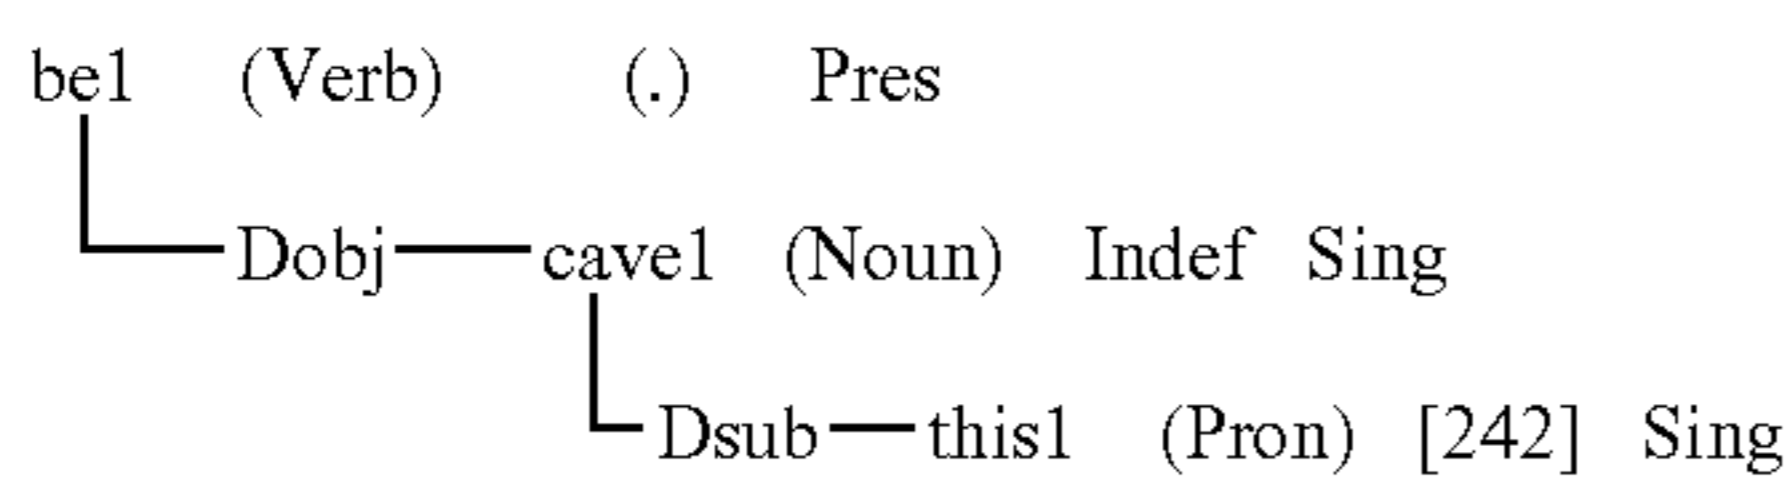 be1 (Verb) (.) Pres
Dobj cave1 (Noun) Indef Sing
Dsub this1 (Pron) [242] Sing